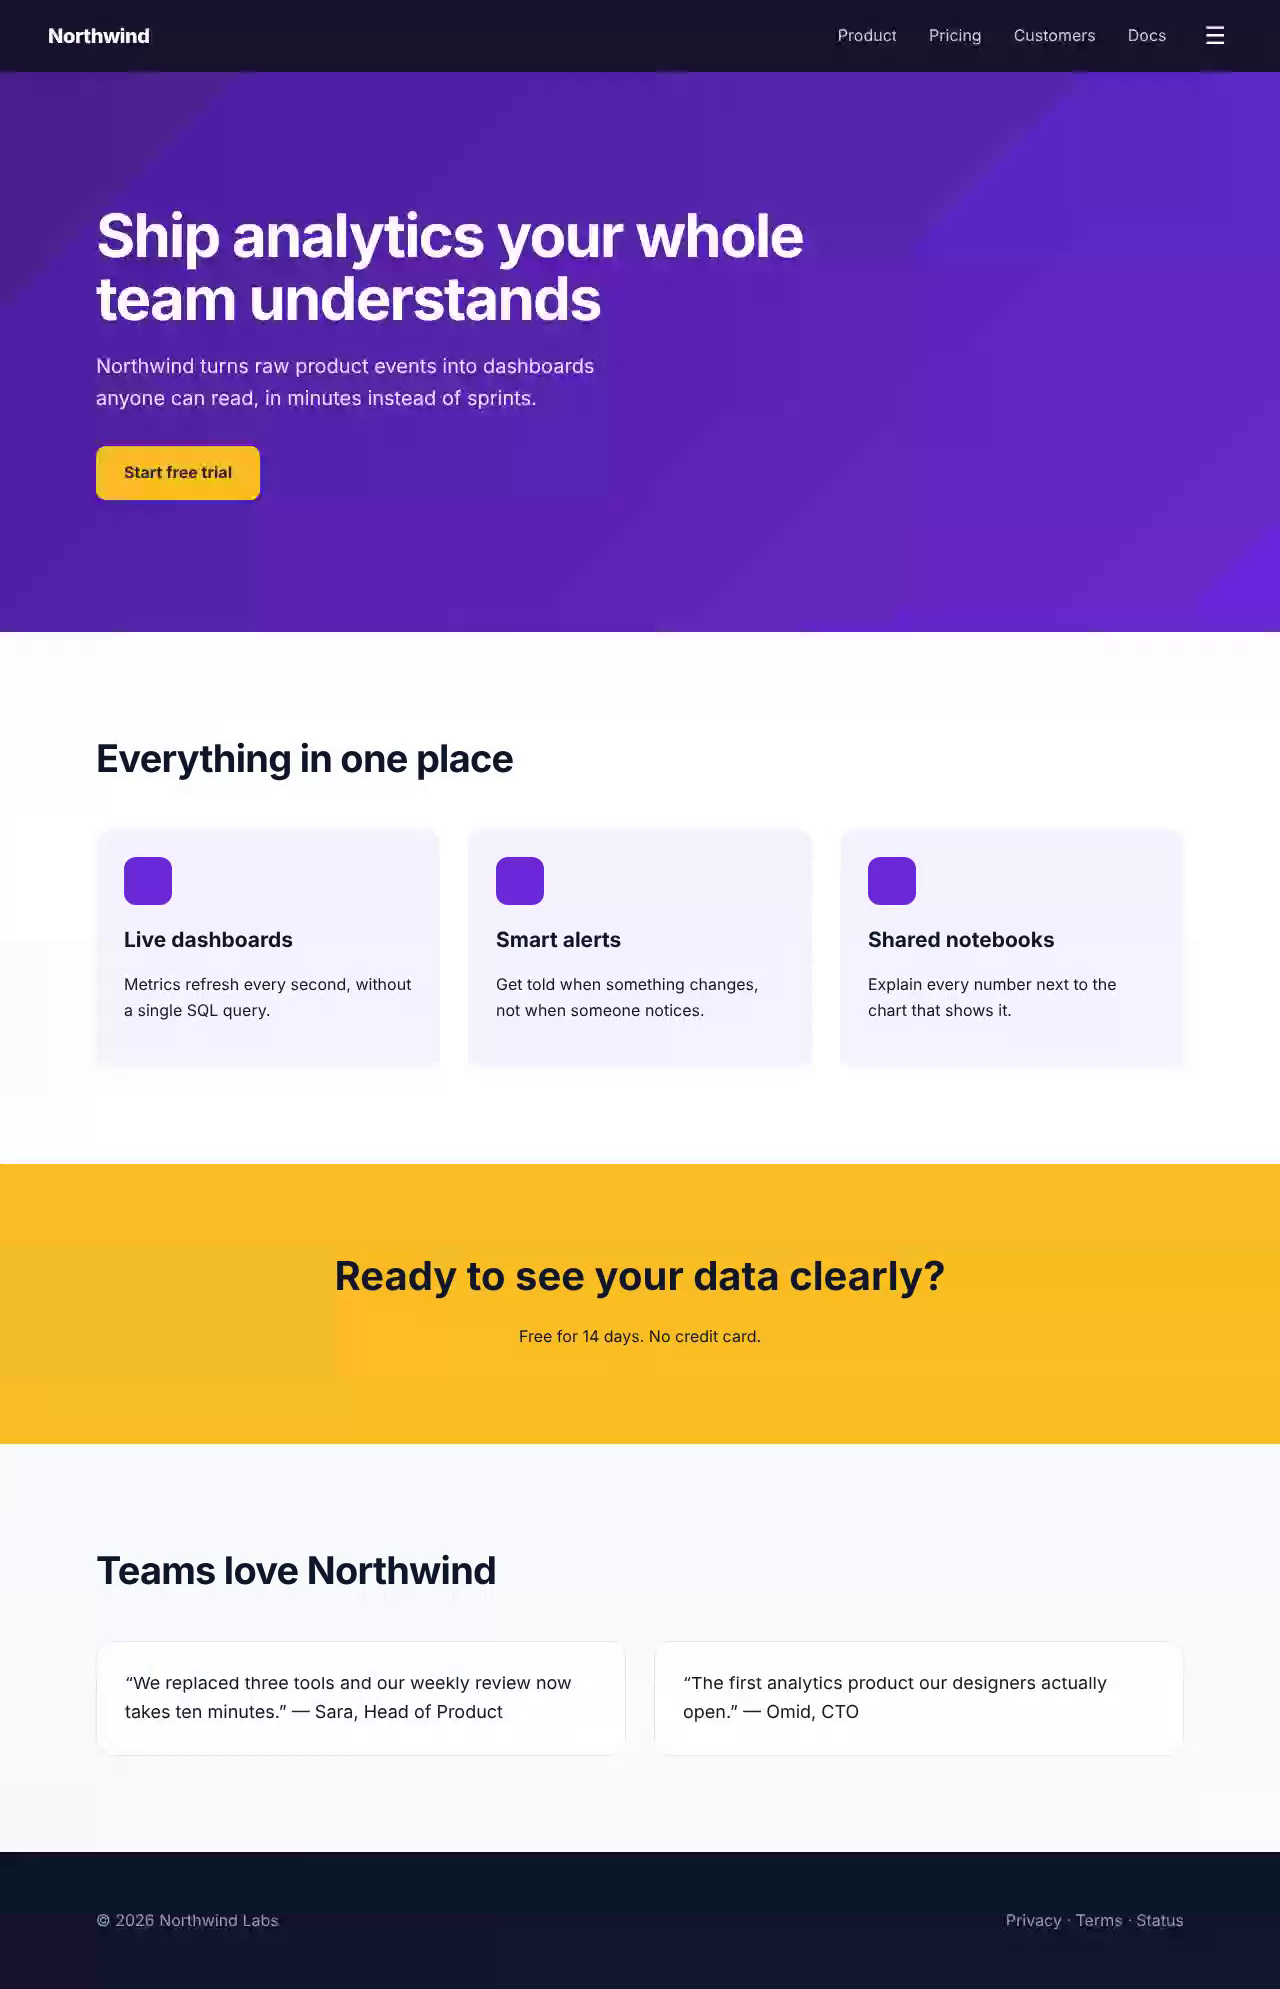 Northwind
Product Pricing Customers Docs ☰
Ship analytics your whole
team understands
Northwind turns raw product events into dashboards
anyone can read, in minutes instead of sprints.
Start free trial
Everything in one place
Live dashboards
Metrics refresh every second, without
a single SQL query.
Smart alerts
Get told when something changes,
not when someone notices.
Shared notebooks
Explain every number next to the
chart that shows it.
Ready to see your data clearly?
Free for 14 days. No credit card.
Teams love Northwind
“We replaced three tools and our weekly review now
takes ten minutes.” — Sara, Head of Product
“The first analytics product our designers actually
open.” — Omid, CTO
© 2026 Northwind Labs
Privacy · Terms · Status